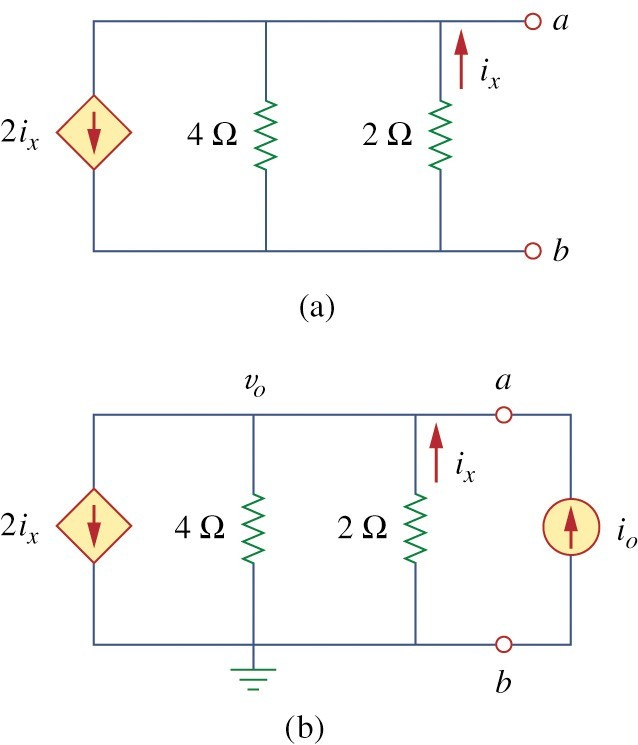 a
i_x
2i_x
4 Ω
2 Ω
b
(a)
v_o
a
i_x
2i_x
4 Ω
2 Ω
i_o
b
(b)